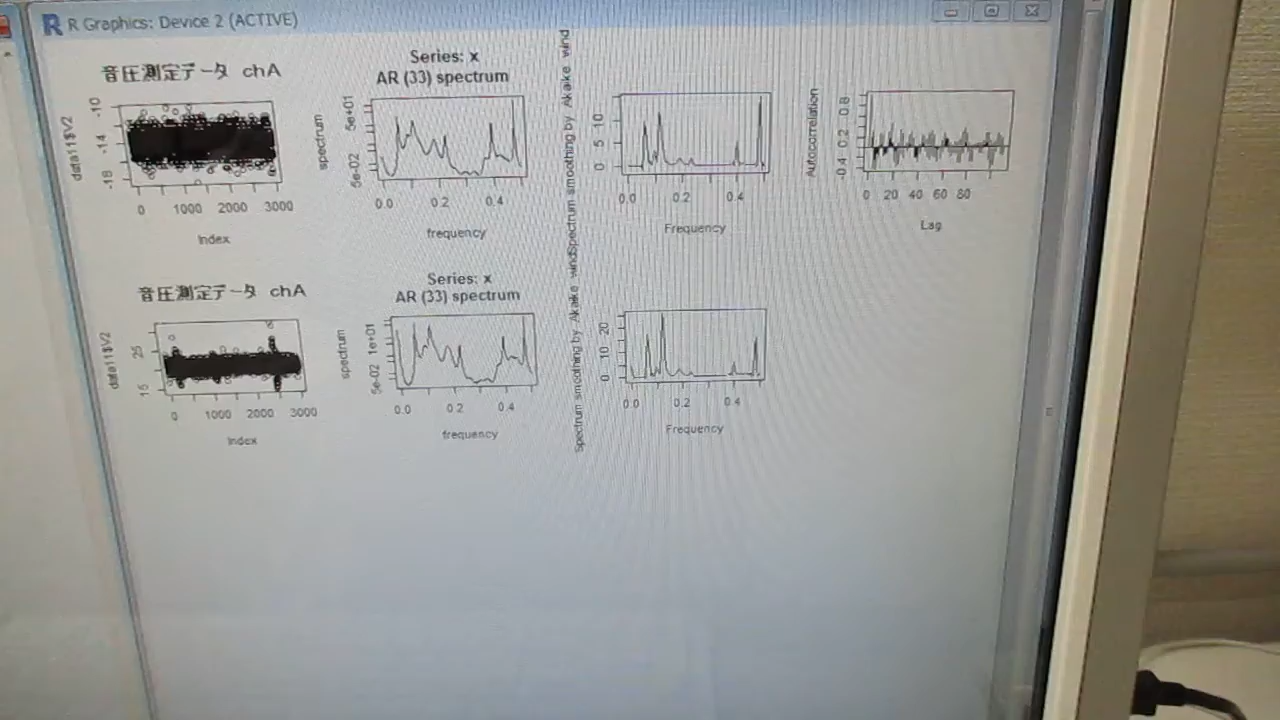 R Graphics: Device 2 (ACTIVE)
音圧測定データ chA
data11$V2
-18 -14 -10
0 1000 2000 3000
Index
Series: x
AR (33) spectrum
spectrum
5e-02 5e+01
0.0 0.2 0.4
frequency
Spectrum smoothing by Akaike wind
0 5 10
0.0 0.2 0.4
Frequency
Autocorrelation
-0.4 0.2 0.8
0 20 40 60 80
Lag
音圧測定データ chA
data11$V2
15 25
0 1000 2000 3000
Index
Series: x
AR (33) spectrum
spectrum
5e-02 1e+01
0.0 0.2 0.4
frequency
Spectrum smoothing by Akaike wind
0 10 20
0.0 0.2 0.4
Frequency